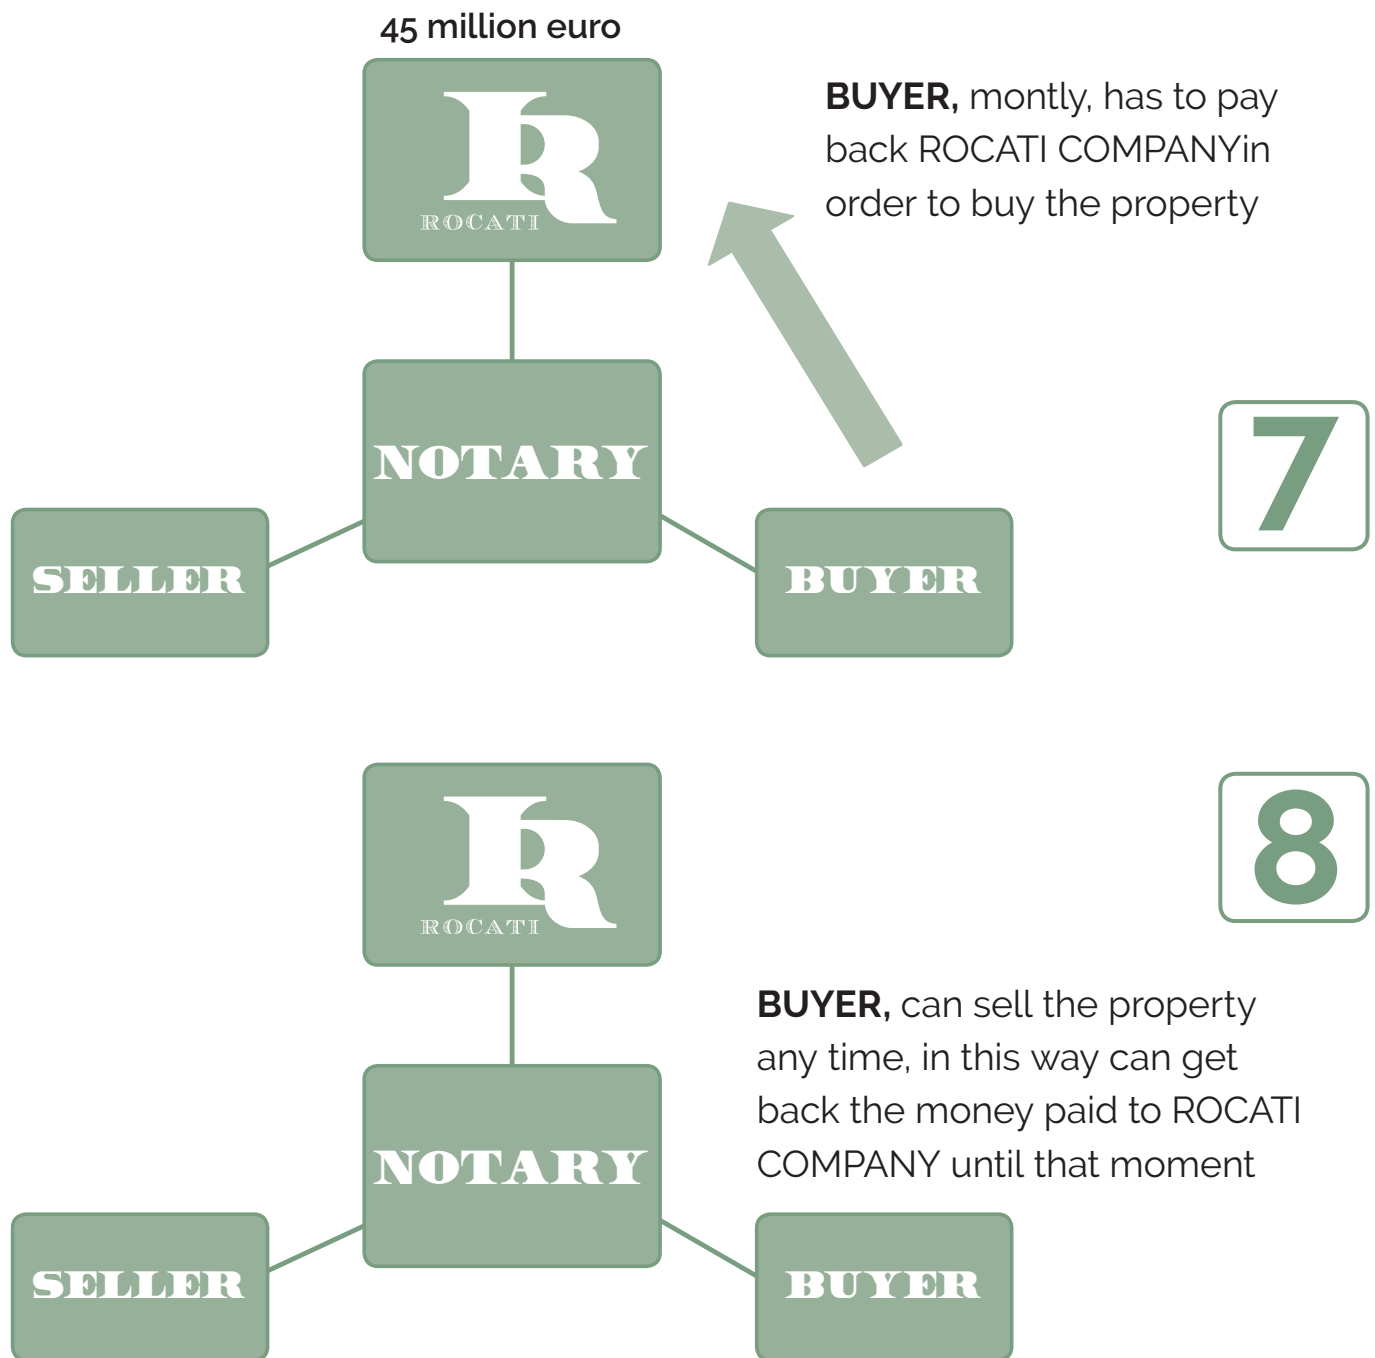 45 million euro
R
ROCATI
BUYER, montly, has to pay
back ROCATI COMPANYin
order to buy the property
NOTARY
7
SELLER
BUYER
R
ROCATI
8
BUYER, can sell the property
any time, in this way can get
back the money paid to ROCATI
COMPANY until that moment
NOTARY
SELLER
BUYER